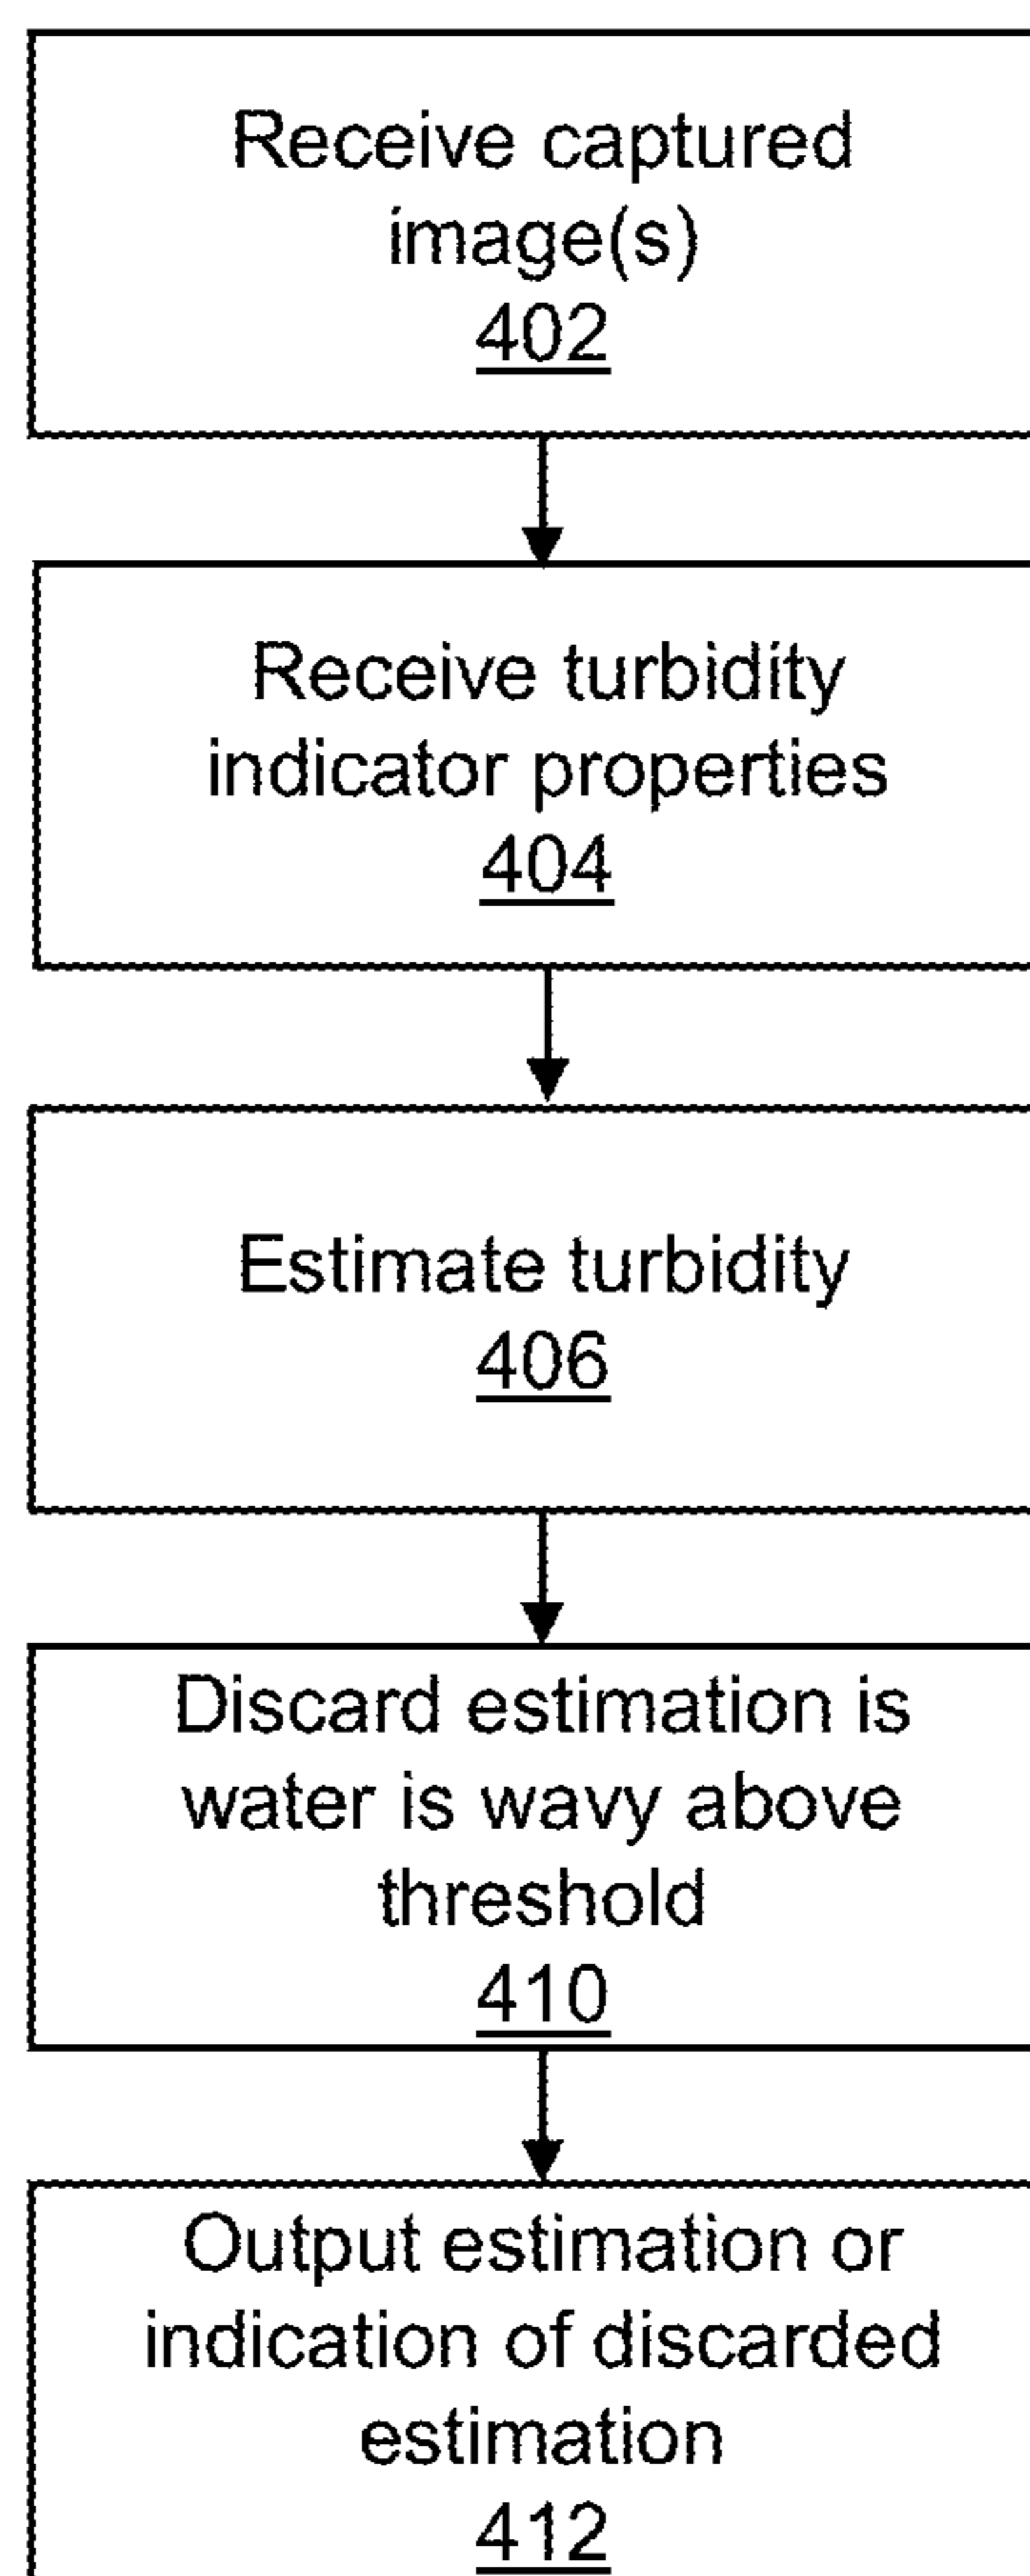 Receive captured
image(s)
402
Receive turbidity
indicator properties
404
Estimate turbidity
406
Discard estimation is
water is wavy above
threshold
410
Output estimation or
indication of discarded
estimation
412